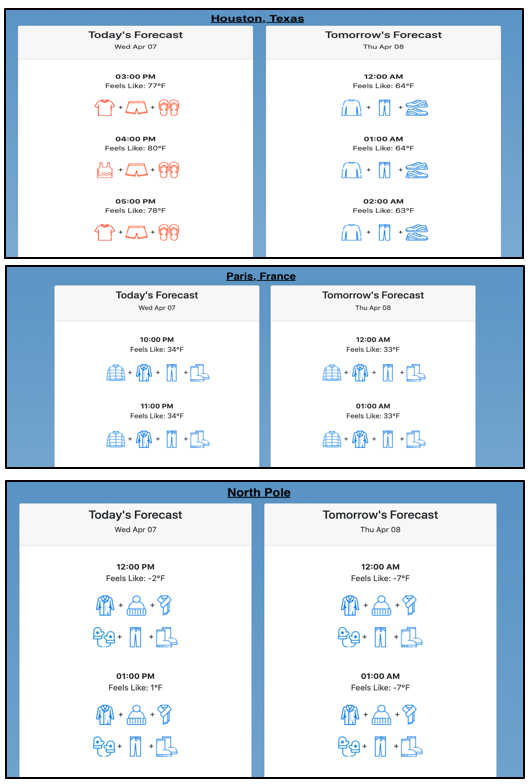 Houston, Texas
Today's Forecast
Wed Apr 07
03:00 PM
Feels Like: 77°F
+ +
04:00 PM
Feels Like: 80°F
+ +
05:00 PM
Feels Like: 78°F
+ +
Tomorrow's Forecast
Thu Apr 08
12:00 AM
Feels Like: 64°F
+ +
01:00 AM
Feels Like: 64°F
+ +
02:00 AM
Feels Like: 63°F
+ +
Paris, France
Today's Forecast
Wed Apr 07
10:00 PM
Feels Like: 34°F
+ + +
11:00 PM
Feels Like: 34°F
+ + +
Tomorrow's Forecast
Thu Apr 08
12:00 AM
Feels Like: 33°F
+ + +
01:00 AM
Feels Like: 33°F
+ + +
North Pole
Today's Forecast
Wed Apr 07
12:00 PM
Feels Like: -2°F
+ +
+ +
01:00 PM
Feels Like: 1°F
+ +
+ +
Tomorrow's Forecast
Thu Apr 08
12:00 AM
Feels Like: -7°F
+ +
+ +
01:00 AM
Feels Like: -7°F
+ +
+ +